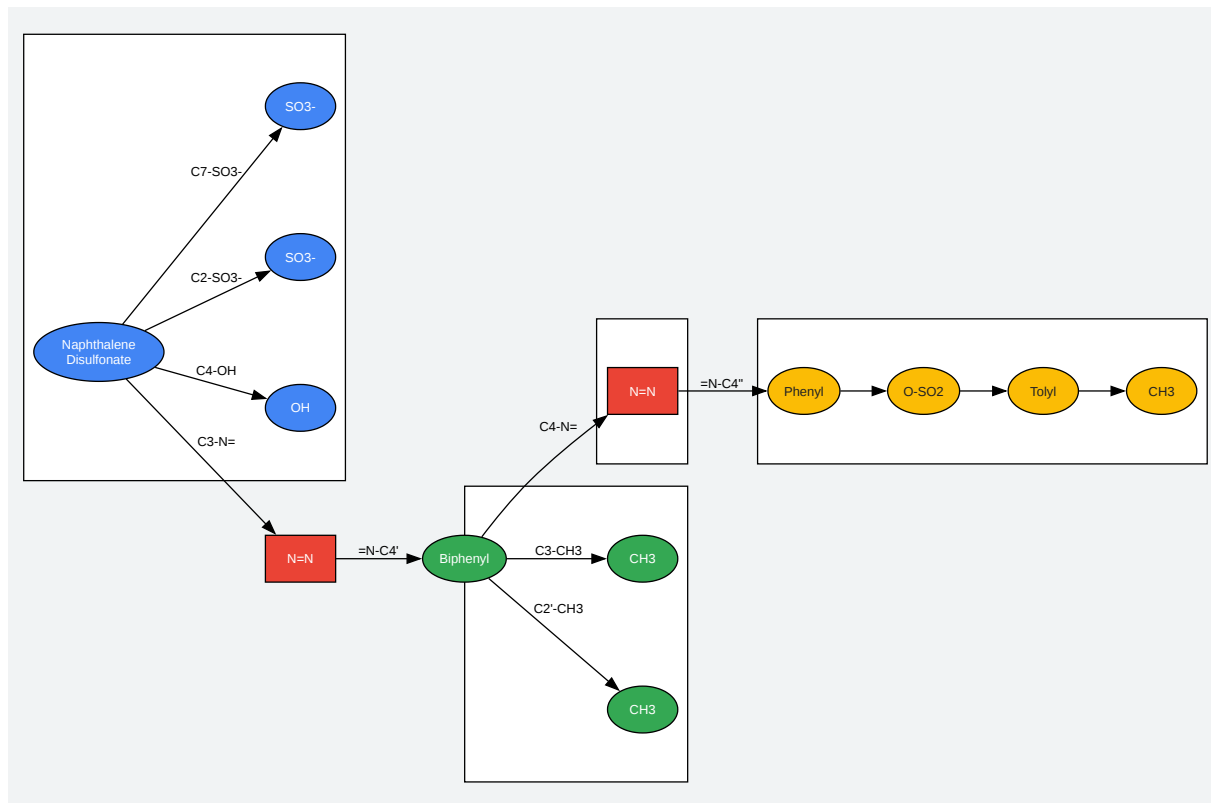 SO3-
C7-SO3-
SO3-
C2-SO3-
Naphthalene
Disulfonate
C4-OH
OH
C3-N=
N=N
=N-C4'
Biphenyl
C4-N=
N=N
=N-C4"
Phenyl
O-SO2
Tolyl
CH3
C3-CH3
CH3
C2'-CH3
CH3